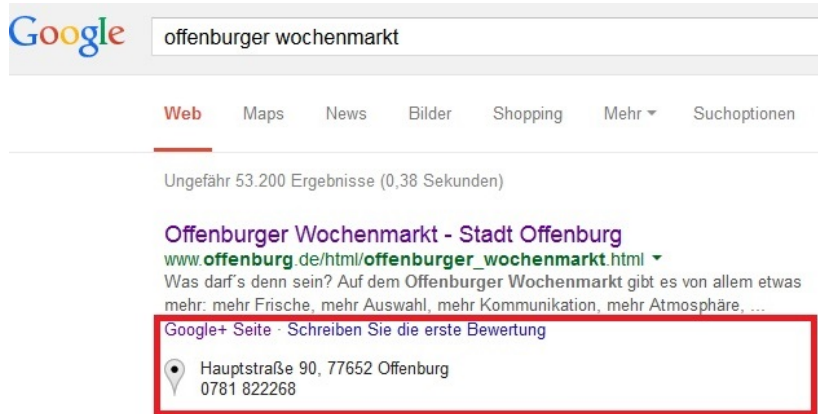 Google offenburger wochenmarkt
Web Maps News Bilder Shopping Mehr Suchoptionen
Ungefähr 53.200 Ergebnisse (0,38 Sekunden)
Offenburger Wochenmarkt - Stadt Offenburg
www.offenburg.de/html/offenburger_wochenmarkt.html
Was darf´s denn sein? Auf dem Offenburger Wochenmarkt gibt es von allem etwas
mehr: mehr Frische, mehr Auswahl, mehr Kommunikation, mehr Atmosphäre, ...
Google+ Seite · Schreiben Sie die erste Bewertung
Hauptstraße 90, 77652 Offenburg
0781 822268